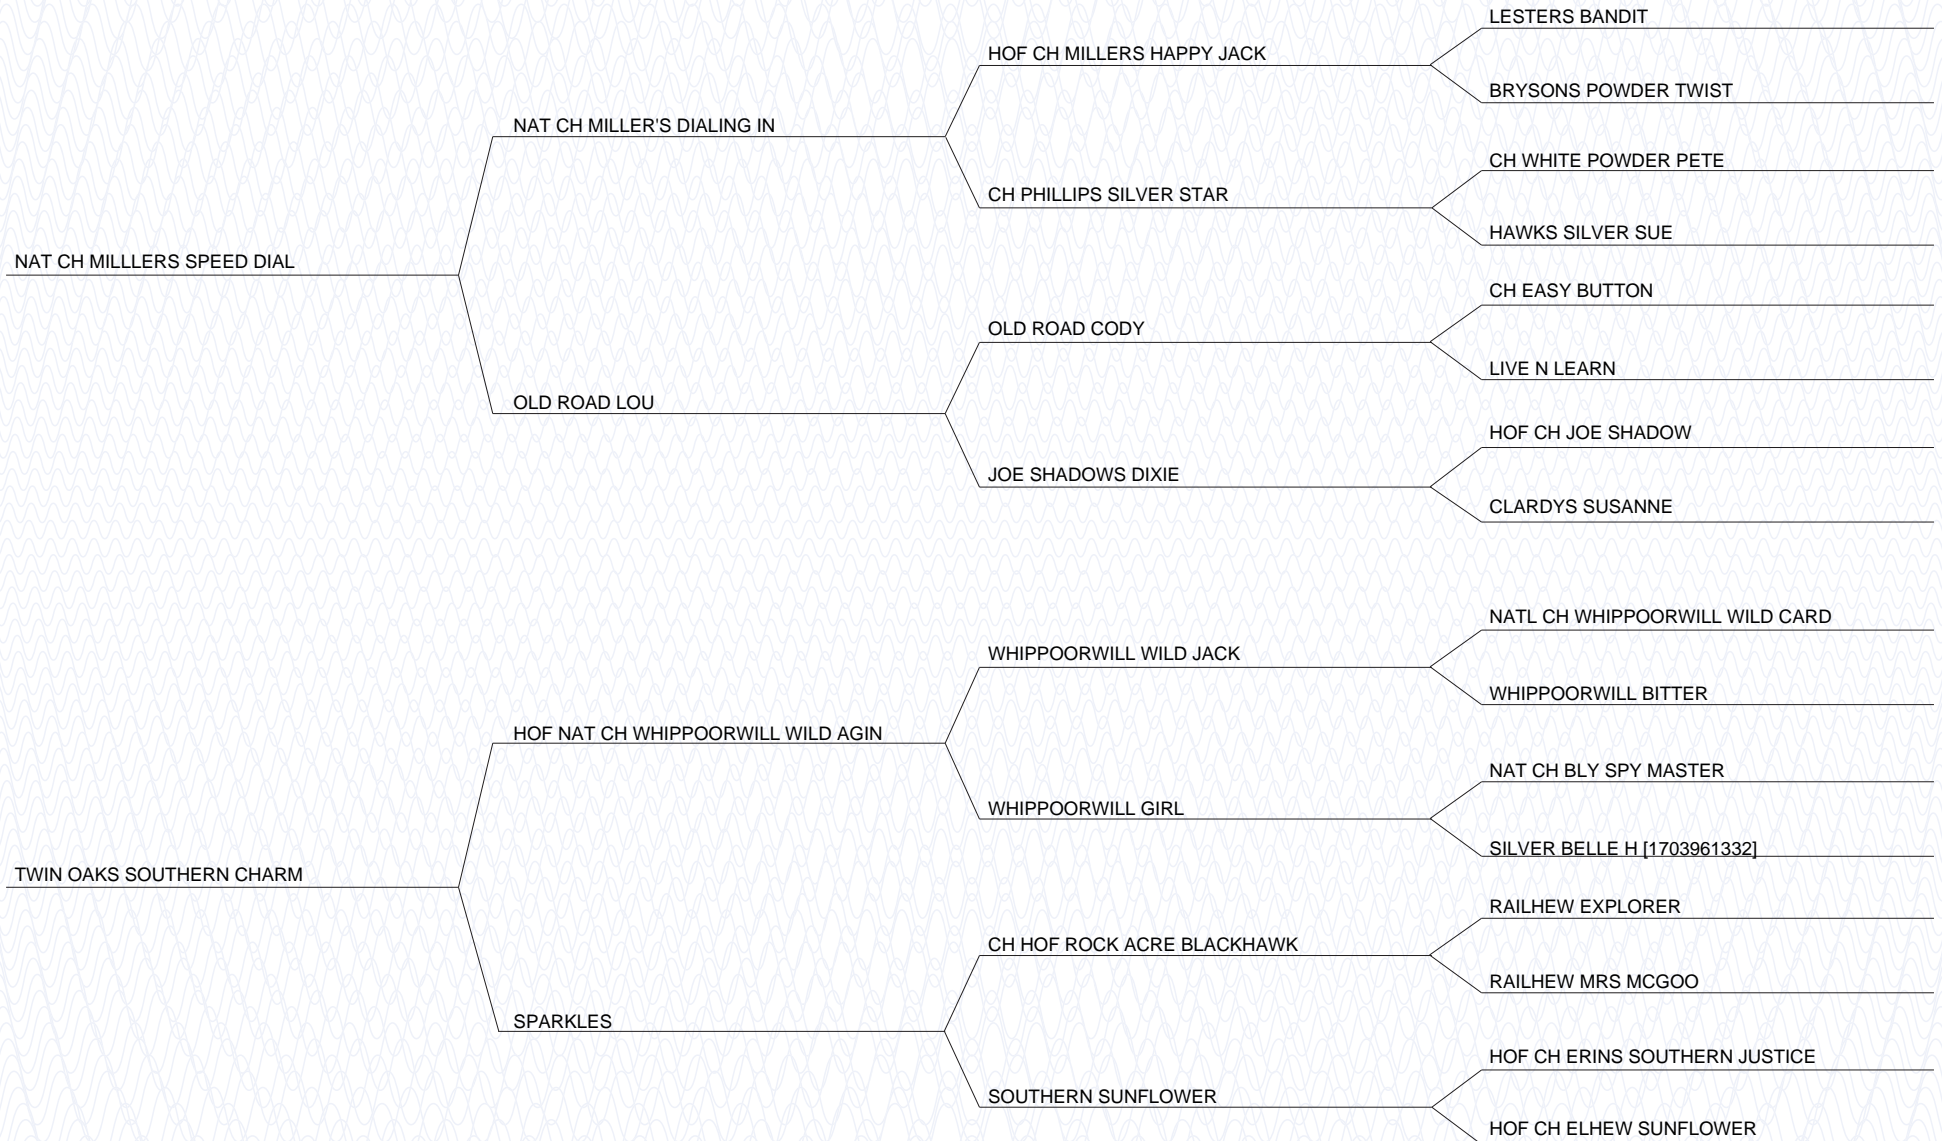 LESTERS BANDIT
HOF CH MILLERS HAPPY JACK
BRYSONS POWDER TWIST
NAT CH MILLER'S DIALING IN
CH WHITE POWDER PETE
CH PHILLIPS SILVER STAR
HAWKS SILVER SUE
NAT CH MILLLERS SPEED DIAL
CH EASY BUTTON
OLD ROAD CODY
LIVE N LEARN
OLD ROAD LOU
HOF CH JOE SHADOW
JOE SHADOWS DIXIE
CLARDYS SUSANNE
NATL CH WHIPPOORWILL WILD CARD
WHIPPOORWILL WILD JACK
WHIPPOORWILL BITTER
HOF NAT CH WHIPPOORWILL WILD AGIN
NAT CH BLY SPY MASTER
WHIPPOORWILL GIRL
SILVER BELLE H [1703961332]
TWIN OAKS SOUTHERN CHARM
RAILHEW EXPLORER
CH HOF ROCK ACRE BLACKHAWK
RAILHEW MRS MCGOO
SPARKLES
HOF CH ERINS SOUTHERN JUSTICE
SOUTHERN SUNFLOWER
HOF CH ELHEW SUNFLOWER